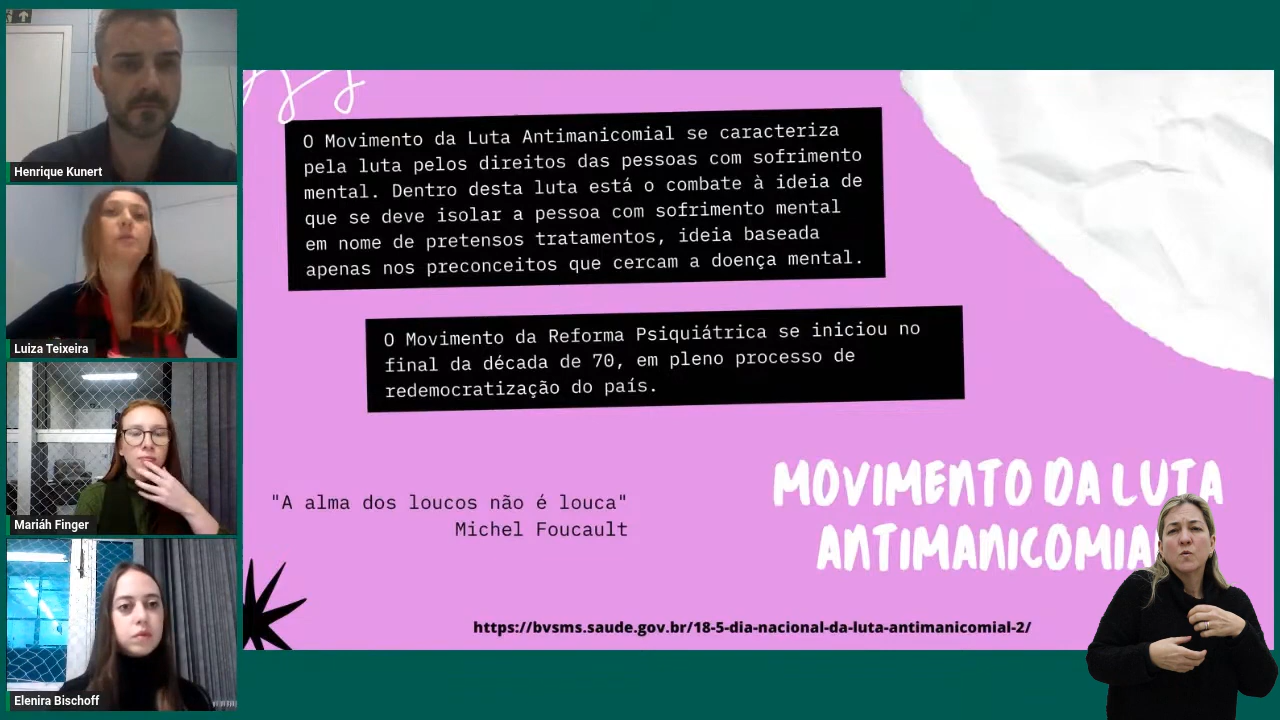 Henrique Kunert
Luiza Teixeira
Mariáh Finger
Elenira Bischoff
O Movimento da Luta Antimanicomial se caracteriza
pela luta pelos direitos das pessoas com sofrimento
mental. Dentro desta luta está o combate à ideia de
que se deve isolar a pessoa com sofrimento mental
em nome de pretensos tratamentos, ideia baseada
apenas nos preconceitos que cercam a doença mental.
O Movimento da Reforma Psiquiátrica se iniciou no
final da década de 70, em pleno processo de
redemocratização do país.
"A alma dos loucos não é louca"
Michel Foucault
MOVIMENTO DA LUTA
ANTIMANICOMIA
https://bvsms.saude.gov.br/18-5-dia-nacional-da-luta-antimanicomial-2/